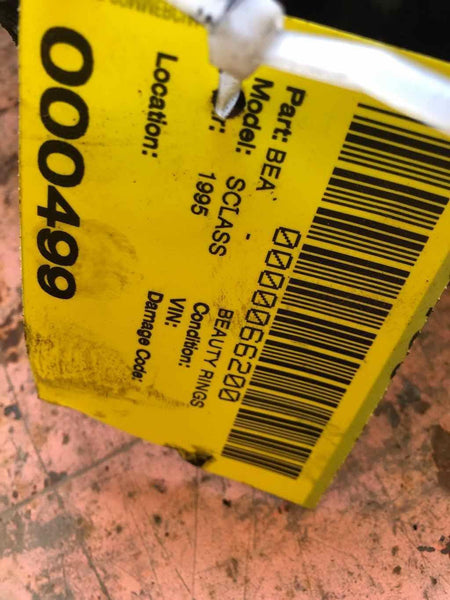 0000066200
Part: BEA - BEAUTY RINGS
Model: SCLASS Condition:
: 1995 VIN:
Location: Damage Code:
000499